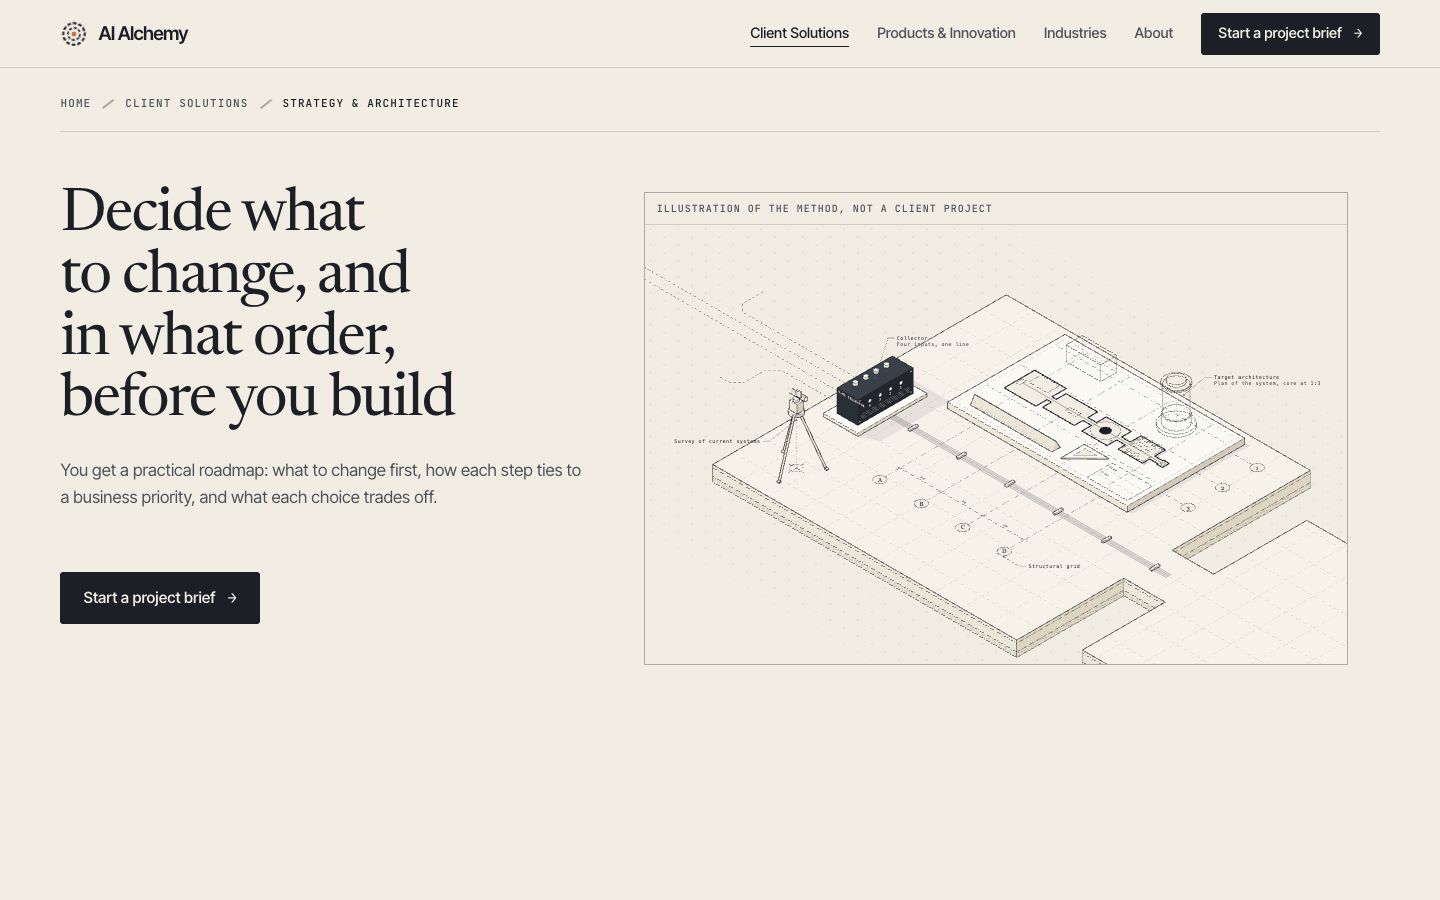 AI Alchemy
Client Solutions
Products & Innovation
Industries
About
Start a project brief →
HOME / CLIENT SOLUTIONS / STRATEGY & ARCHITECTURE
Decide what
to change, and
in what order,
before you build
You get a practical roadmap: what to change first, how each step ties to
a business priority, and what each choice trades off.
Start a project brief →
ILLUSTRATION OF THE METHOD, NOT A CLIENT PROJECT
Collector
Four inputs, one line
Target architecture
Plan of the system, core at 1:3
Survey of current systems
A
B
C
D
1
2
3
Structural grid